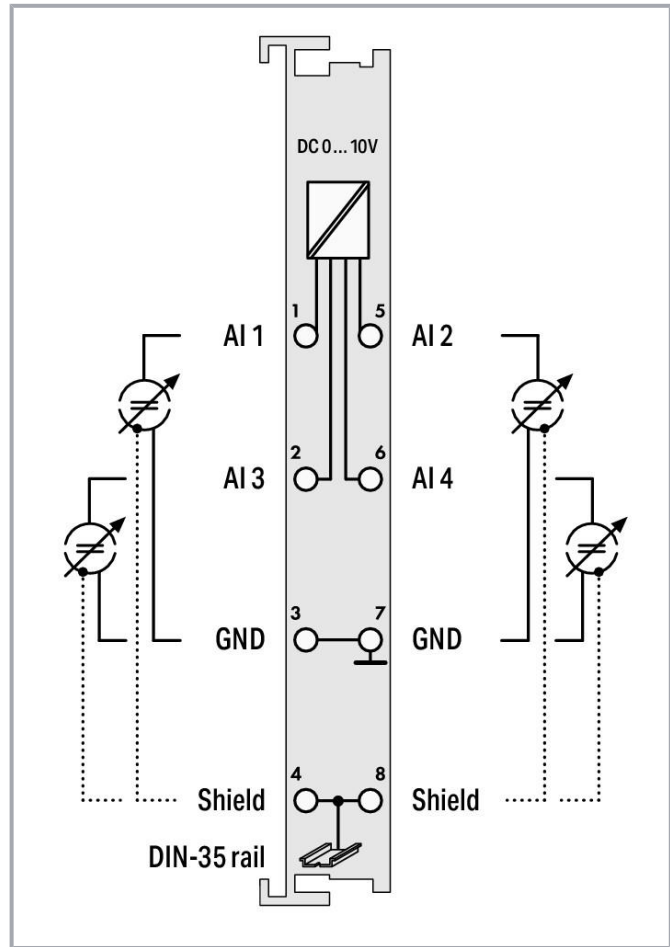 DC 0... 10V
1 5
AI 1 AI 2
2 6
AI 3 AI 4
3 7
GND GND
4 8
Shield Shield
DIN-35 rail